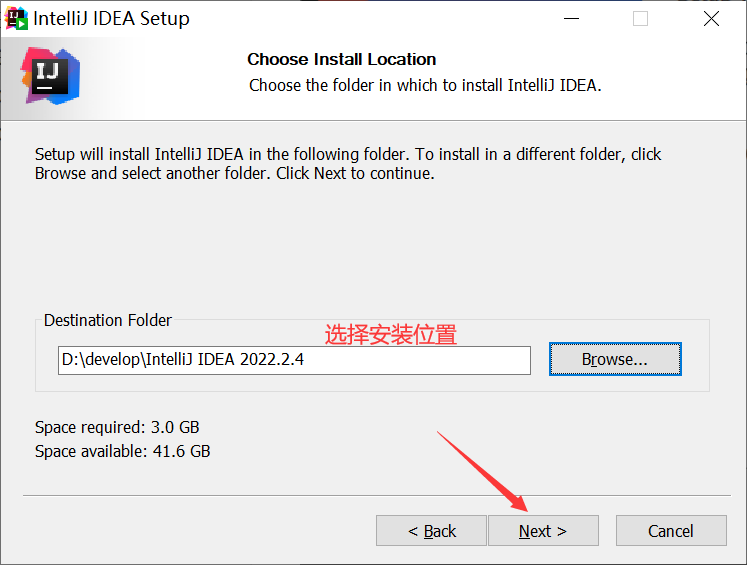 IntelliJ IDEA Setup
IJ
Choose Install Location
Choose the folder in which to install IntelliJ IDEA.
Setup will install IntelliJ IDEA in the following folder. To install in a different folder, click
Browse and select another folder. Click Next to continue.
Destination Folder
选择安装位置
D:\develop\IntelliJ IDEA 2022.2.4
Browse...
Space required: 3.0 GB
Space available: 41.6 GB
< Back
Next >
Cancel